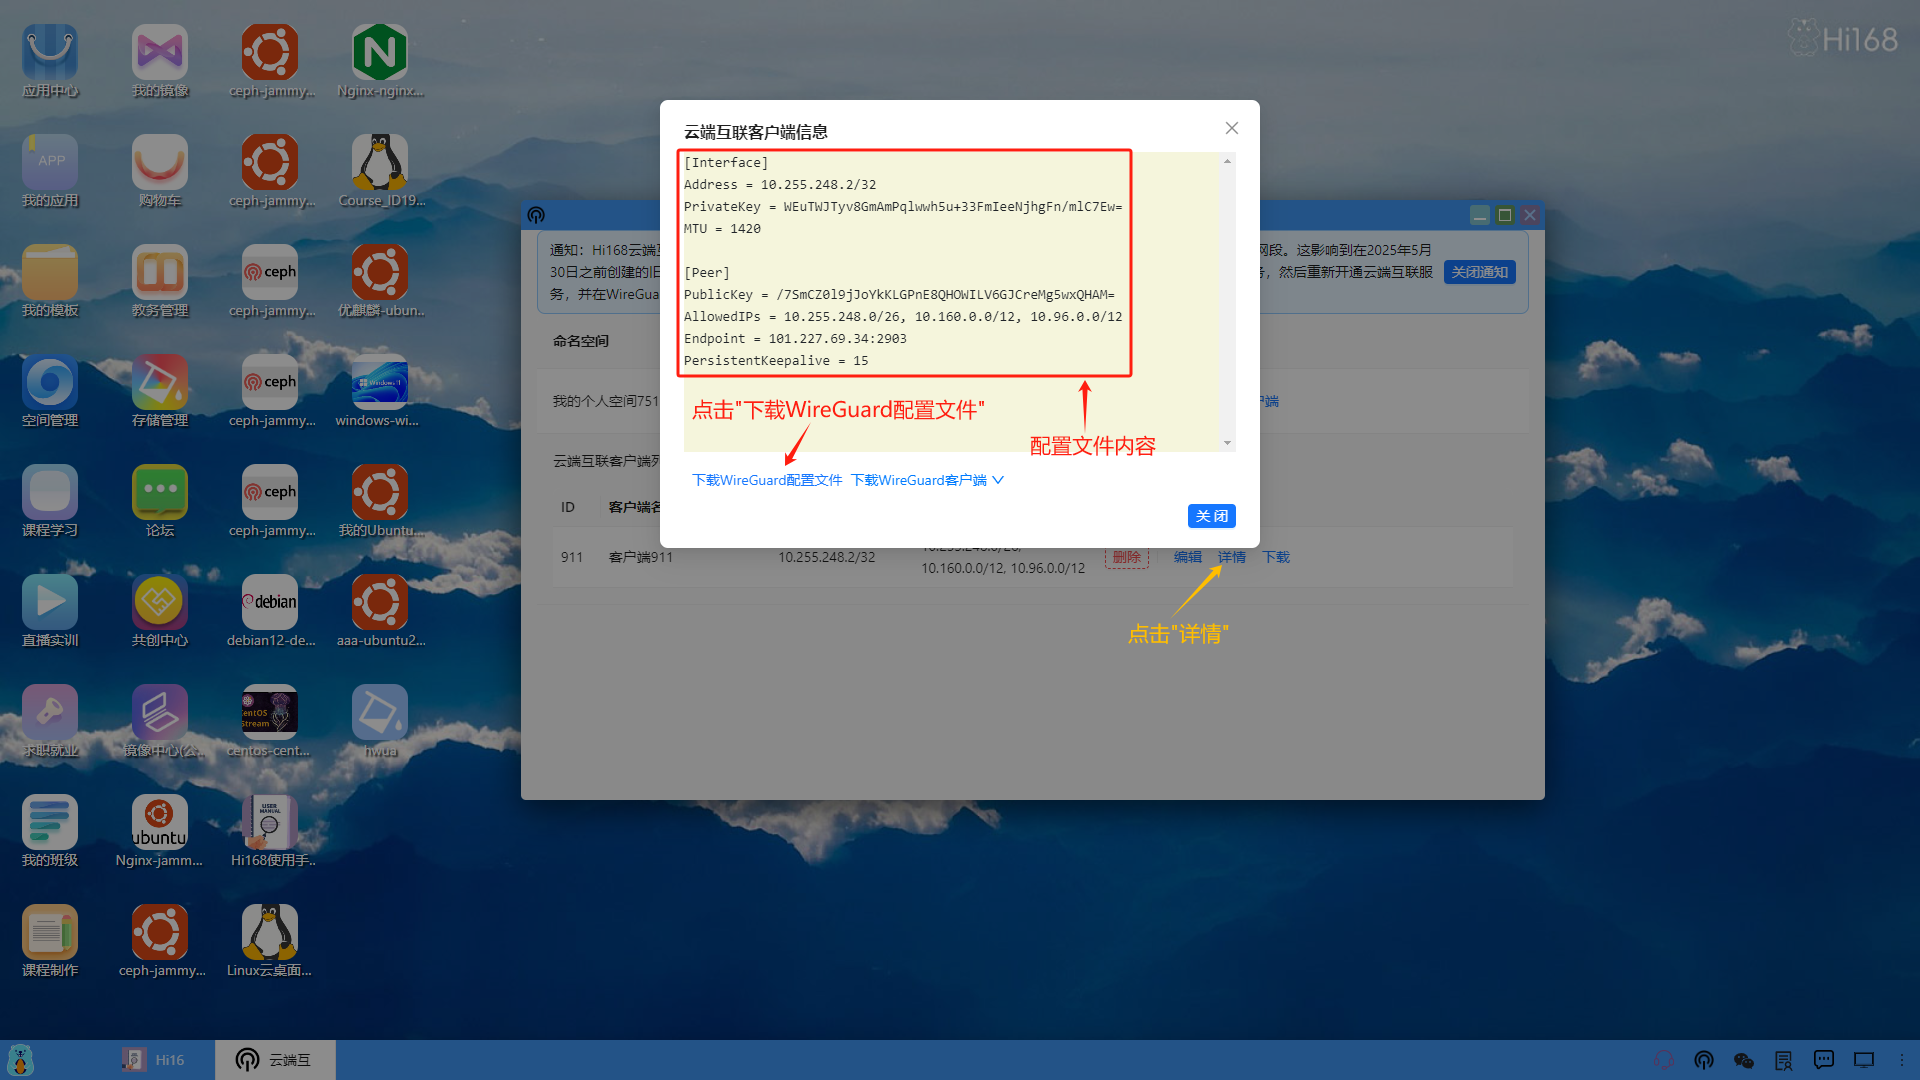 Hi168
应用中心
我的镜像
ceph-jammy...
Nginx-nginx...
APP
我的应用
购物车
ceph-jammy...
Course_ID19...
我的模板
教务管理
ceph
ceph-jammy...
优麒麟-ubun...
空间管理
存储管理
ceph
ceph-jammy...
Windows 11
windows-wi...
课程学习
论坛
ceph
ceph-jammy...
我的Ubuntu...
直播实训
共创中心
debian
debian12-de...
aaa-ubuntu2...
求职就业
镜像中心(公...
CentOS
Stream
centos-cent...
hwua
我的班级
ubuntu
Nginx-jamm...
USER
MANUAL
Hi168使用手...
课程制作
ceph-jammy...
Linux云桌面...
云端互联客户端信息
[Interface]
Address = 10.255.248.2/32
PrivateKey = WEuTWJTyv8GmAmPqlwwh5u+33FmIeeNjhgFn/mlC7Ew=
MTU = 1420
[Peer]
PublicKey = /7SmCZ0l9jJoYkKLGPnE8QHOWILV6GJCreMg5wxQHAM=
AllowedIPs = 10.255.248.0/26, 10.160.0.0/12, 10.96.0.0/12
Endpoint = 101.227.69.34:2903
PersistentKeepalive = 15
点击"下载WireGuard配置文件"
配置文件内容
下载WireGuard配置文件 下载WireGuard客户端
关 闭
通知：Hi168云端 网段。这影响到在2025年5月
30日之前创建的旧 ，然后重新开通云端互联服
务，并在WireGua
关闭通知
命名空间
我的个人空间751 户端
云端互联客户端列
ID 客户端名
911 客户端911 10.255.248.2/32 10.255.248.0/26, 删除 编辑 详情 下载
10.160.0.0/12, 10.96.0.0/12
点击"详情"
Hi16
云端互